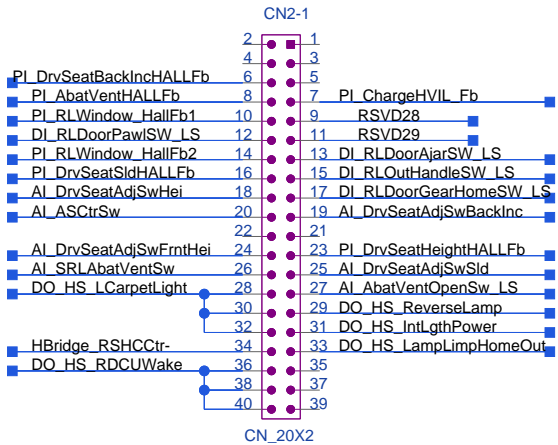 CN2-1
2 1
4 3
PI_DrvSeatBackIncHALLFb 6 5
PI_AbatVentHALLFb 8 7 PI_ChargeHVIL_Fb
PI_RLWindow_HallFb1 10 9 RSVD28
DI_RLDoorPawlSW_LS 12 11 RSVD29
PI_RLWindow_HallFb2 14 13 DI_RLDoorAjarSW_LS
PI_DrvSeatSldHALLFb 16 15 DI_RLOutHandleSW_LS
AI_DrvSeatAdjSwHei 18 17 DI_RLDoorGearHomeSW_LS
AI_ASCtrSw 20 19 AI_DrvSeatAdjSwBackInc
22 21
AI_DrvSeatAdjSwFrntHei 24 23 PI_DrvSeatHeightHALLFb
AI_SRLAbatVentSw 26 25 AI_DrvSeatAdjSwSld
DO_HS_LCarpetLight 28 27 AI_AbatVentOpenSw_LS
30 29 DO_HS_ReverseLamp
32 31 DO_HS_IntLgthPower
HBridge_RSHCCtr- 34 33 DO_HS_LampLimpHomeOut
DO_HS_RDCUWake 36 35
38 37
40 39
CN_20X2